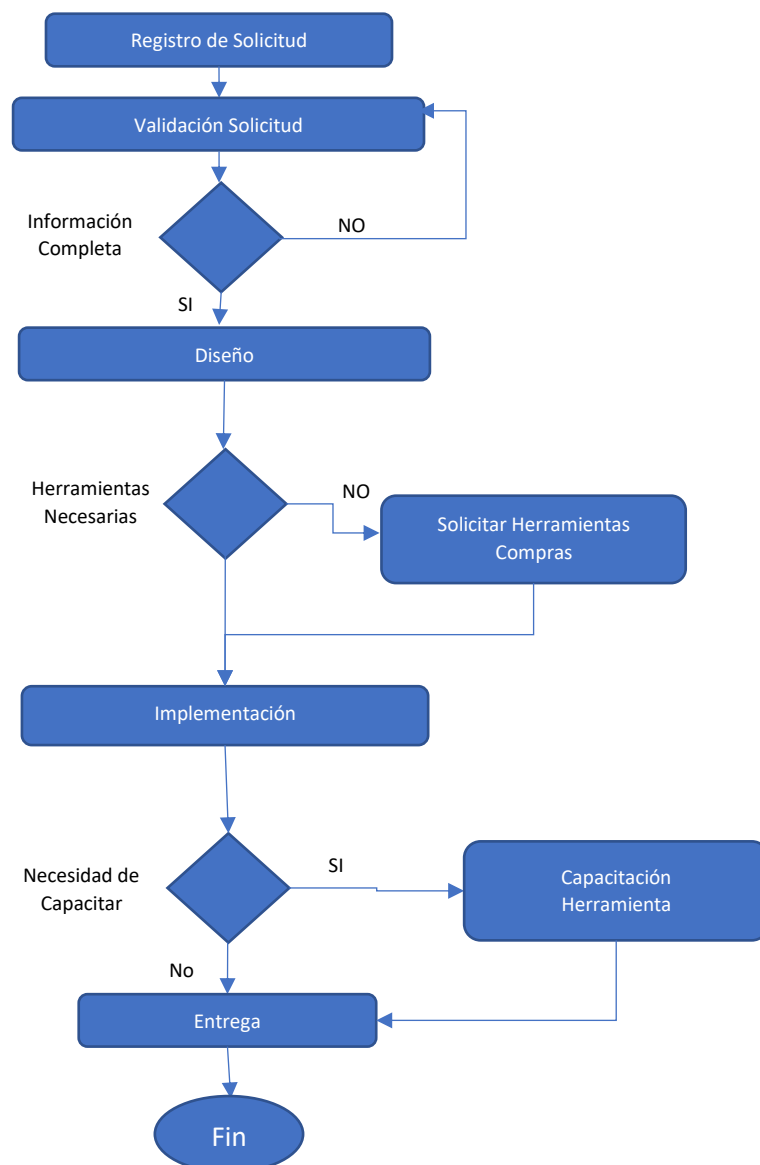 Registro de Solicitud
Validación Solicitud
Información
Completa
NO
SI
Diseño
Herramientas
Necesarias
NO
Solicitar Herramientas
Compras
Implementación
Necesidad de
Capacitar
SI
Capacitación
Herramienta
No
Entrega
Fin